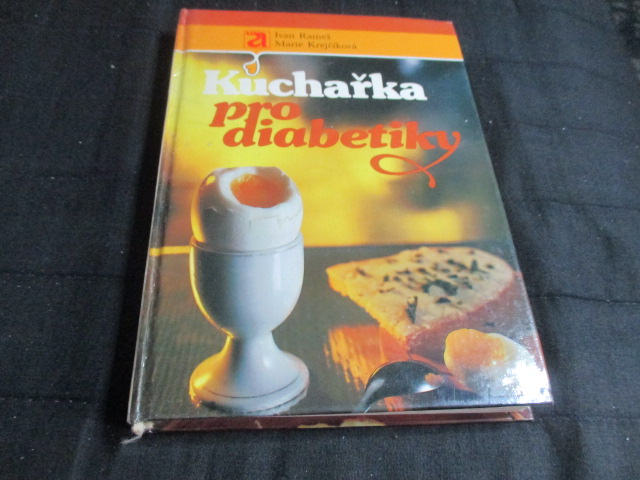 a
Ivan Rameš
Marie Krejčíková
Kuchařka
pro
diabetiky